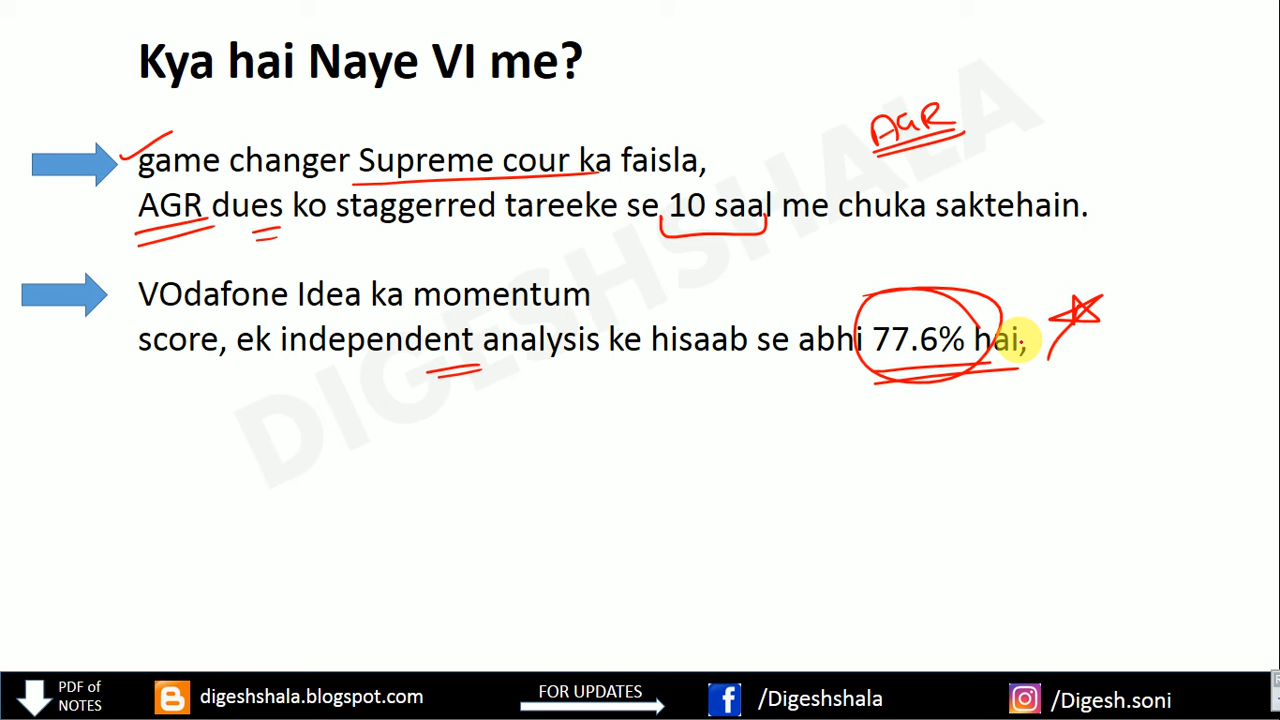 Kya hai Naye VI me?
AGR
game changer Supreme cour ka faisla,
AGR dues ko staggerred tareeke se 10 saal me chuka saktehain.
VOdafone Idea ka momentum
score, ek independent analysis ke hisaab se abhi 77.6% hai,
DIGESHSHALA
PDF of
NOTES
digeshshala.blogspot.com
FOR UPDATES
/Digeshshala
/Digesh.soni